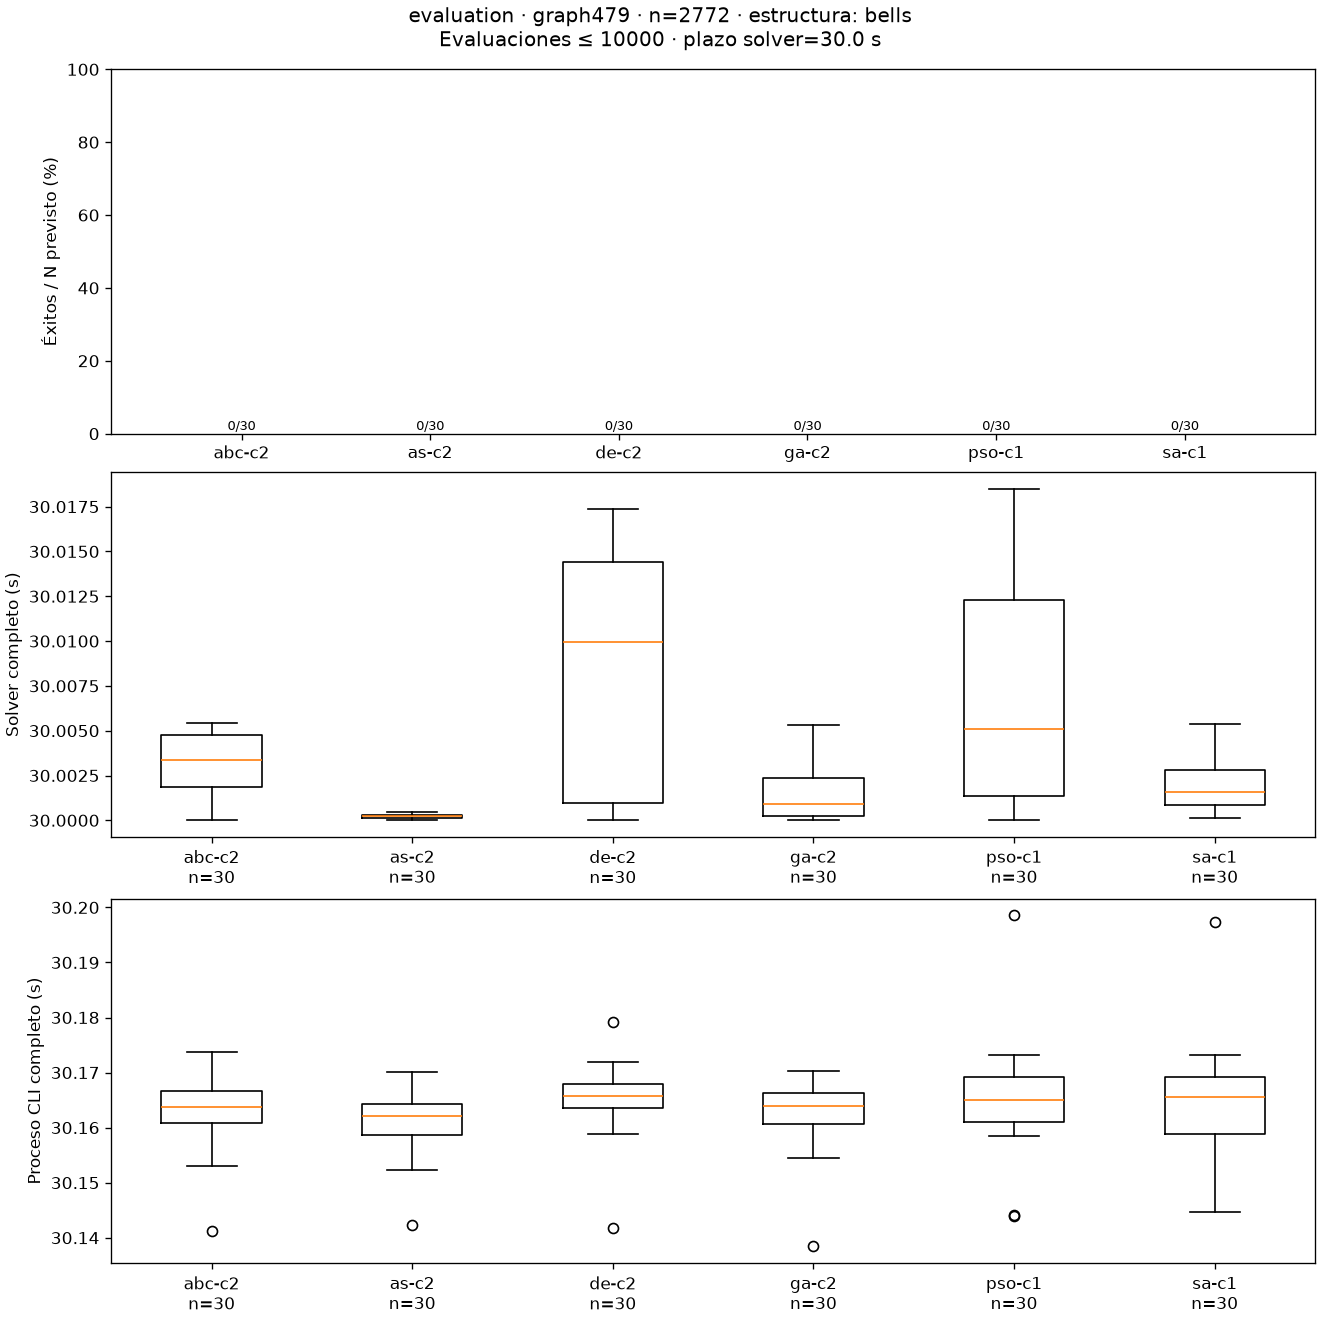 evaluation · graph479 · n=2772 · estructura: bells
Evaluaciones ≤ 10000 · plazo solver=30.0 s
Éxitos / N previsto (%)
100
80
60
40
20
0
0/30 0/30 0/30 0/30 0/30 0/30
abc-c2 as-c2 de-c2 ga-c2 pso-c1 sa-c1
Solver completo (s)
30.0175
30.0150
30.0125
30.0100
30.0075
30.0050
30.0025
30.0000
abc-c2 as-c2 de-c2 ga-c2 pso-c1 sa-c1
n=30 n=30 n=30 n=30 n=30 n=30
Proceso CLI completo (s)
30.20
30.19
30.18
30.17
30.16
30.15
30.14
abc-c2 as-c2 de-c2 ga-c2 pso-c1 sa-c1
n=30 n=30 n=30 n=30 n=30 n=30